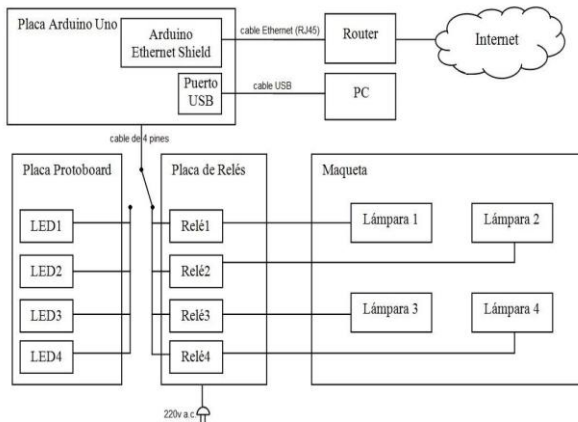 Placa Arduino Uno
Arduino
Ethernet Shield
cable Ethernet (RJ45)
Router
Internet
Puerto
USB
cable USB
PC
cable de 4 pines
Placa Protoboard
Placa de Relés
Maqueta
LED1
Relé1
Lámpara 1
Lámpara 2
LED2
Relé2
LED3
Relé3
Lámpara 3
Lámpara 4
LED4
Relé4
220v a.c.